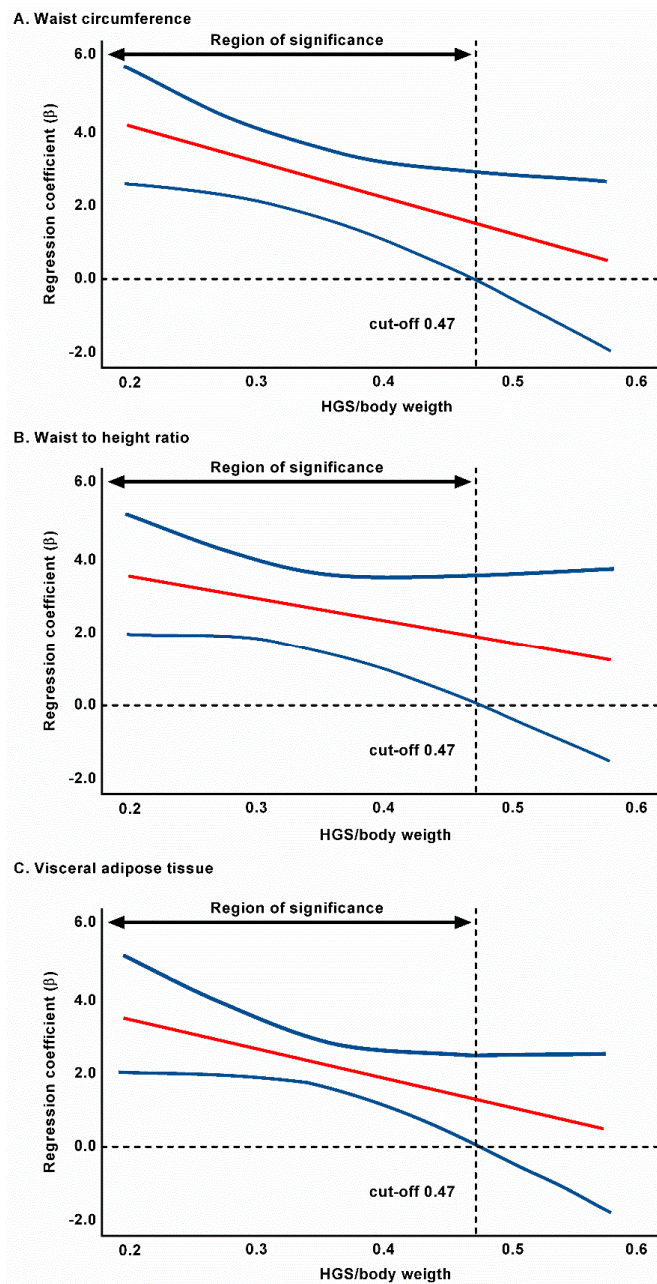 A. Waist circumference
Region of significance
6.0
4.0
2.0
0.0
-2.0
Regression coefficient (β)
cut-off 0.47
0.2 0.3 0.4 0.5 0.6
HGS/body weigth
B. Waist to height ratio
Region of significance
6.0
4.0
2.0
0.0
-2.0
Regression coefficient (β)
cut-off 0.47
0.2 0.3 0.4 0.5 0.6
HGS/body weigth
C. Visceral adipose tissue
Region of significance
6.0
4.0
2.0
0.0
-2.0
Regression coefficient (β)
cut-off 0.47
0.2 0.3 0.4 0.5 0.6
HGS/body weigth